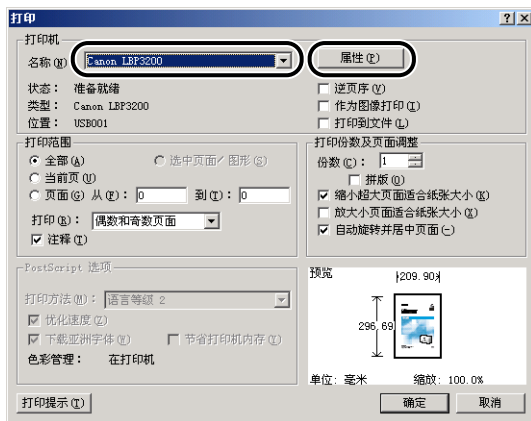 打印
打印机
名称(N) Canon LBP3200 属性(P)
状态： 准备就绪 逆页序(V)
类型： Canon LBP3200 作为图像打印(I)
位置： USB001 打印到文件(L)
打印范围
全部(A) 选中页面/图形(S)
当前页(U)
页面(G) 从(F)： 0 到(T)： 0
打印(R)： 偶数和奇数页面
注释(T)
打印份数及页面调整
份数(C)： 1
拼版(O)
缩小超大页面适合纸张大小(K)
放大小页面适合纸张大小(X)
自动旋转并居中页面(-)
PostScript 选项
打印方法(M)： 语言等级 2
优化速度(Z)
下载亚洲字体(W) 节省打印机内存(Y)
色彩管理： 在打印机
预览
209.90
296.69
单位：毫米 缩放：100.0%
打印提示(T) 确定 取消